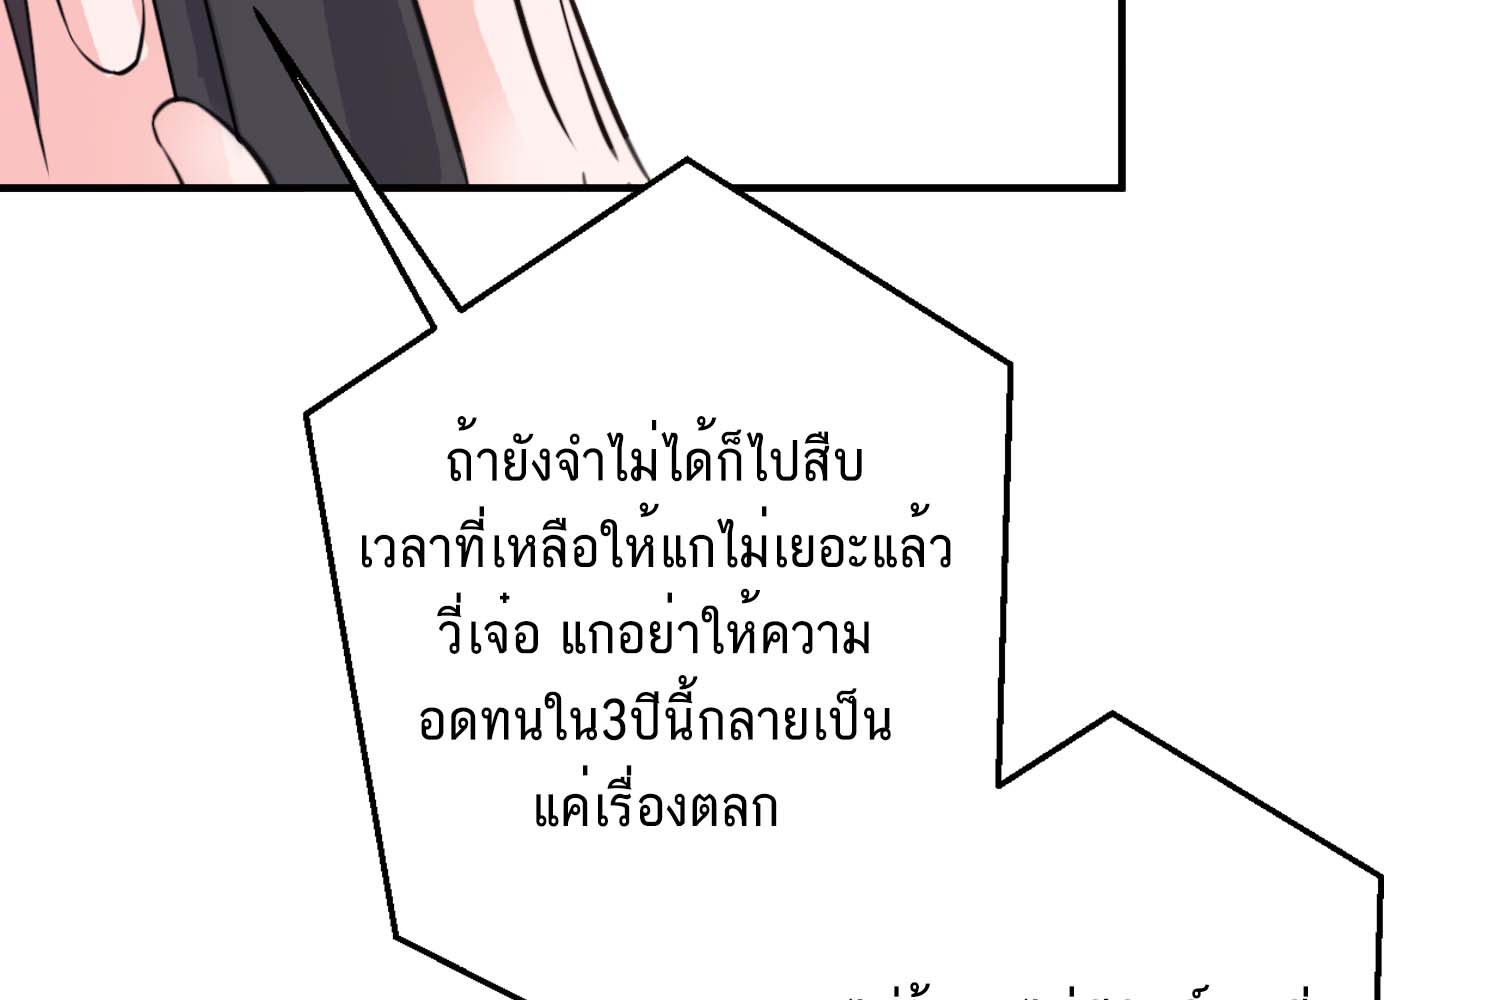 ถ้ายังจำไม่ได้ก็ไปสืบ
เวลาที่เหลือให้แกไม่เยอะแล้ว
วี่เจ๋อ แกอย่าให้ความ
อดทนใน3ปีนี้กลายเป็น
แค่เรื่องตลก